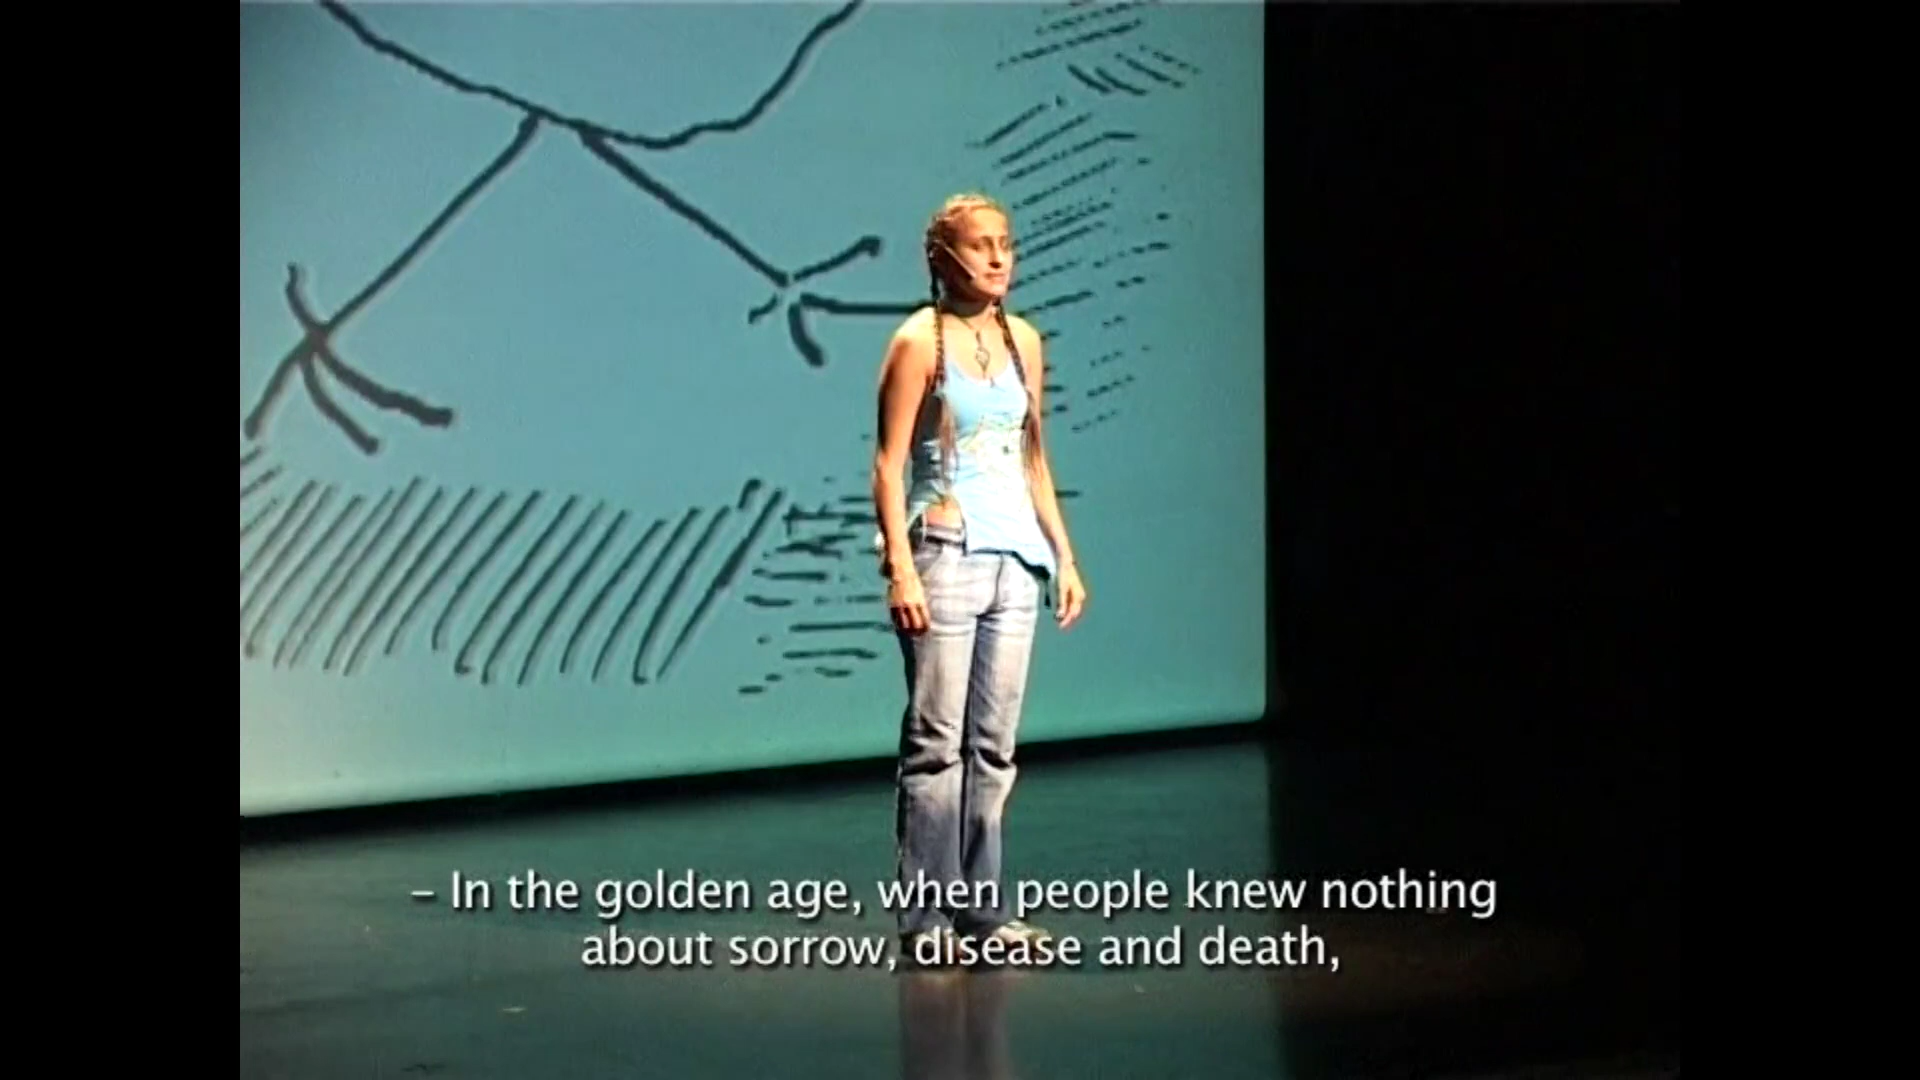 – In the golden age, when people knew nothing
about sorrow, disease and death,